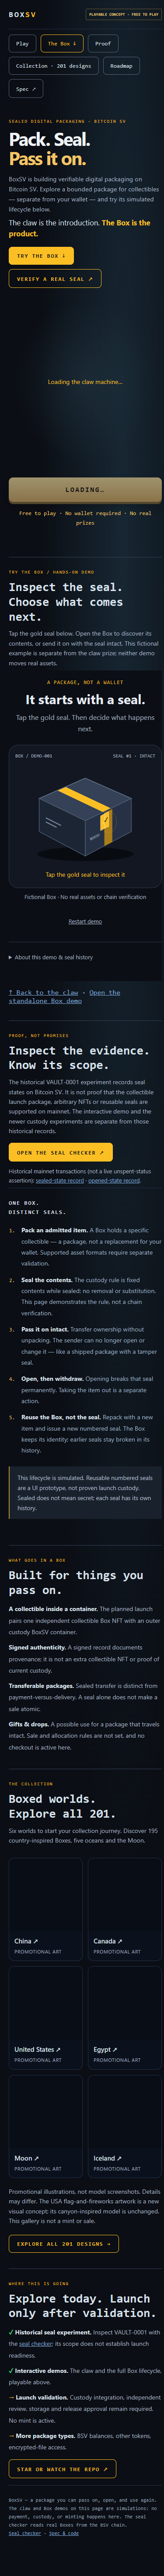 BOXSV
PLAYABLE CONCEPT · FREE TO PLAY
Play
The Box ↓
Proof
Collection · 201 designs
Roadmap
Spec ↗
SEALED DIGITAL PACKAGING · BITCOIN SV
Pack. Seal.
Pass it on.
BoxSV is building verifiable digital packaging on
Bitcoin SV. Explore a bounded package for collectibles
— separate from your wallet — and try its simulated
lifecycle below.
The claw is the introduction. The Box is the
product.
TRY THE BOX ↓
VERIFY A REAL SEAL ↗
Loading the claw machine…
LOADING…
Free to play · No wallet required · No real
prizes
TRY THE BOX / HANDS-ON DEMO
Inspect the seal.
Choose what comes
next.
Tap the gold seal below. Open the Box to discover its
contents, or send it on with the seal intact. This fictional
example is separate from the claw prize; neither demo
moves real assets.
A PACKAGE, NOT A WALLET
It starts with a seal.
Tap the gold seal. Then decide what happens
next.
BOX / DEMO-001
SEAL #1 · INTACT
Tap the gold seal to inspect it
Fictional Box · No real assets or chain verification
Restart demo
▶ About this demo & seal history
↑ Back to the claw · Open the
standalone Box demo
PROOF, NOT PROMISES
Inspect the evidence.
Know its scope.
The historical VAULT-0001 experiment records real seal
states on Bitcoin SV. It is not proof that the collectible
launch package, arbitrary NFTs or reusable seals are
supported on mainnet. The interactive demo and the
newer custody experiments are separate from those
historical records.
OPEN THE SEAL CHECKER ↗
Historical mainnet transactions (not a live unspent-status
assertion): sealed-state record · opened-state record.
ONE BOX.
DISTINCT SEALS.
1. Pack an admitted item. A Box holds a specific
collectible — a package, not a replacement for your
wallet. Supported asset formats require separate
validation.
2. Seal the contents. The custody rule is fixed
contents while sealed: no removal or substitution. This
page demonstrates the rule, not a chain
verification.
3. Pass it on intact. Transfer ownership without
unpacking. The sender can no longer open or
change it — like a shipped package with a tamper
seal.
4. Open, then withdraw. Opening breaks that seal
permanently. Taking the item out is a separate
action.
5. Reuse the Box, not the seal. Repack with a new
item and issue a new numbered seal. The Box
keeps its identity: earlier seals stay broken in its
history.
This lifecycle is simulated. Reusable numbered seals
are a UI prototype, not proven launch custody.
Sealed does not mean secret: each seal has its own
history.
WHAT GOES IN A BOX
Built for things you
pass on.
A collectible inside a container. The planned launch
pairs one independent collectible Box NFT with an outer
custody BoxSV container.
Signed authenticity. A signed record documents
provenance: it is not an extra collectible NFT or proof of
current custody.
Transferable packages. Sealed transfer is distinct from
payment-versus-delivery. A seal alone does not make a
sale atomic.
Gifts & drops. A possible use for a package that travels
intact. Sale and allocation rules are not set, and no
checkout is active here.
THE COLLECTION
Boxed worlds.
Explore all 201.
Six worlds to start your collection journey. Discover 195
country-inspired Boxes, five oceans and the Moon.
China ↗
PROMOTIONAL ART
Canada ↗
PROMOTIONAL ART
United States ↗
PROMOTIONAL ART
Egypt ↗
PROMOTIONAL ART
Moon ↗
PROMOTIONAL ART
Iceland ↗
PROMOTIONAL ART
Promotional illustrations, not model screenshots. Details
may differ. The USA flag-and-fireworks artwork is a new
visual concept; its canyon-inspired model is unchanged.
This gallery is not a mint or sale.
EXPLORE ALL 201 DESIGNS →
WHERE THIS IS GOING
Explore today. Launch
only after validation.
✓ Historical seal experiment. Inspect VAULT-0001 with
the seal checker; its scope does not establish launch
readiness.
✓ Interactive demos. The claw and the full Box lifecycle,
playable above.
→ Launch validation. Custody integration, independent
review, storage and release approval remain required.
No mint is active.
→ More package types. BSV balances, other tokens,
encrypted-file access.
STAR OR WATCH THE REPO ↗
BoxSV — a package you can pass on, open, and use again.
The claw and Box demos on this page are simulations: no
payment, custody, or minting happens here. The seal
checker reads real Boxes from the BSV chain.
Seal checker · Spec & code